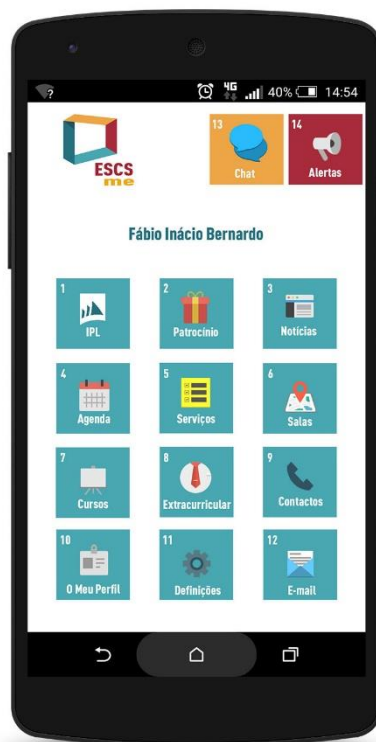 ?
4G
40%
14:54
ESCS
me
13
Chat
14
Alertas
Fábio Inácio Bernardo
1
IPL
2
Patrocínio
3
Notícias
4
Agenda
5
Serviços
6
Salas
7
Cursos
8
Extracurricular
9
Contactos
10
O Meu Perfil
11
Definições
12
E-mail